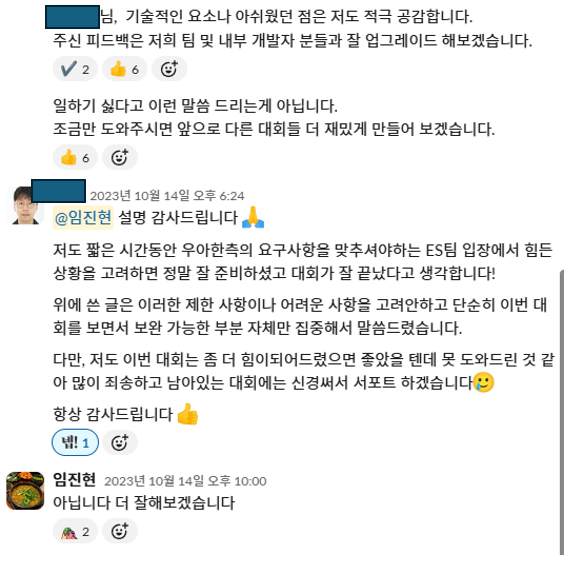 님, 기술적인 요소나 아쉬웠던 점은 저도 적극 공감합니다.
주신 피드백은 저희 팀 및 내부 개발자 분들과 잘 업그레이드 해보겠습니다.
2 6
일하기 싫다고 이런 말씀 드리는게 아닙니다.
조금만 도와주시면 앞으로 다른 대회들 더 재밌게 만들어 보겠습니다.
6
2023년 10월 14일 오후 6:24
@임진현 설명 감사드립니다
저도 짧은 시간동안 우아한측의 요구사항을 맞추셔야하는 ES팀 입장에서 힘든
상황을 고려하면 정말 잘 준비하셨고 대회가 잘 끝났다고 생각합니다!
위에 쓴 글은 이러한 제한 사항이나 어려운 사항을 고려안하고 단순히 이번 대
회를 보면서 보완 가능한 부분 자체만 집중해서 말씀드렸습니다.
다만, 저도 이번 대회는 좀 더 힘이되어드렸으면 좋았을 텐데 못 도와드린 것 같
아 많이 죄송하고 남아있는 대회에는 신경써서 서포트 하겠습니다
항상 감사드립니다
넵! 1
임진현 2023년 10월 14일 오후 10:00
아닙니다 더 잘해보겠습니다
2